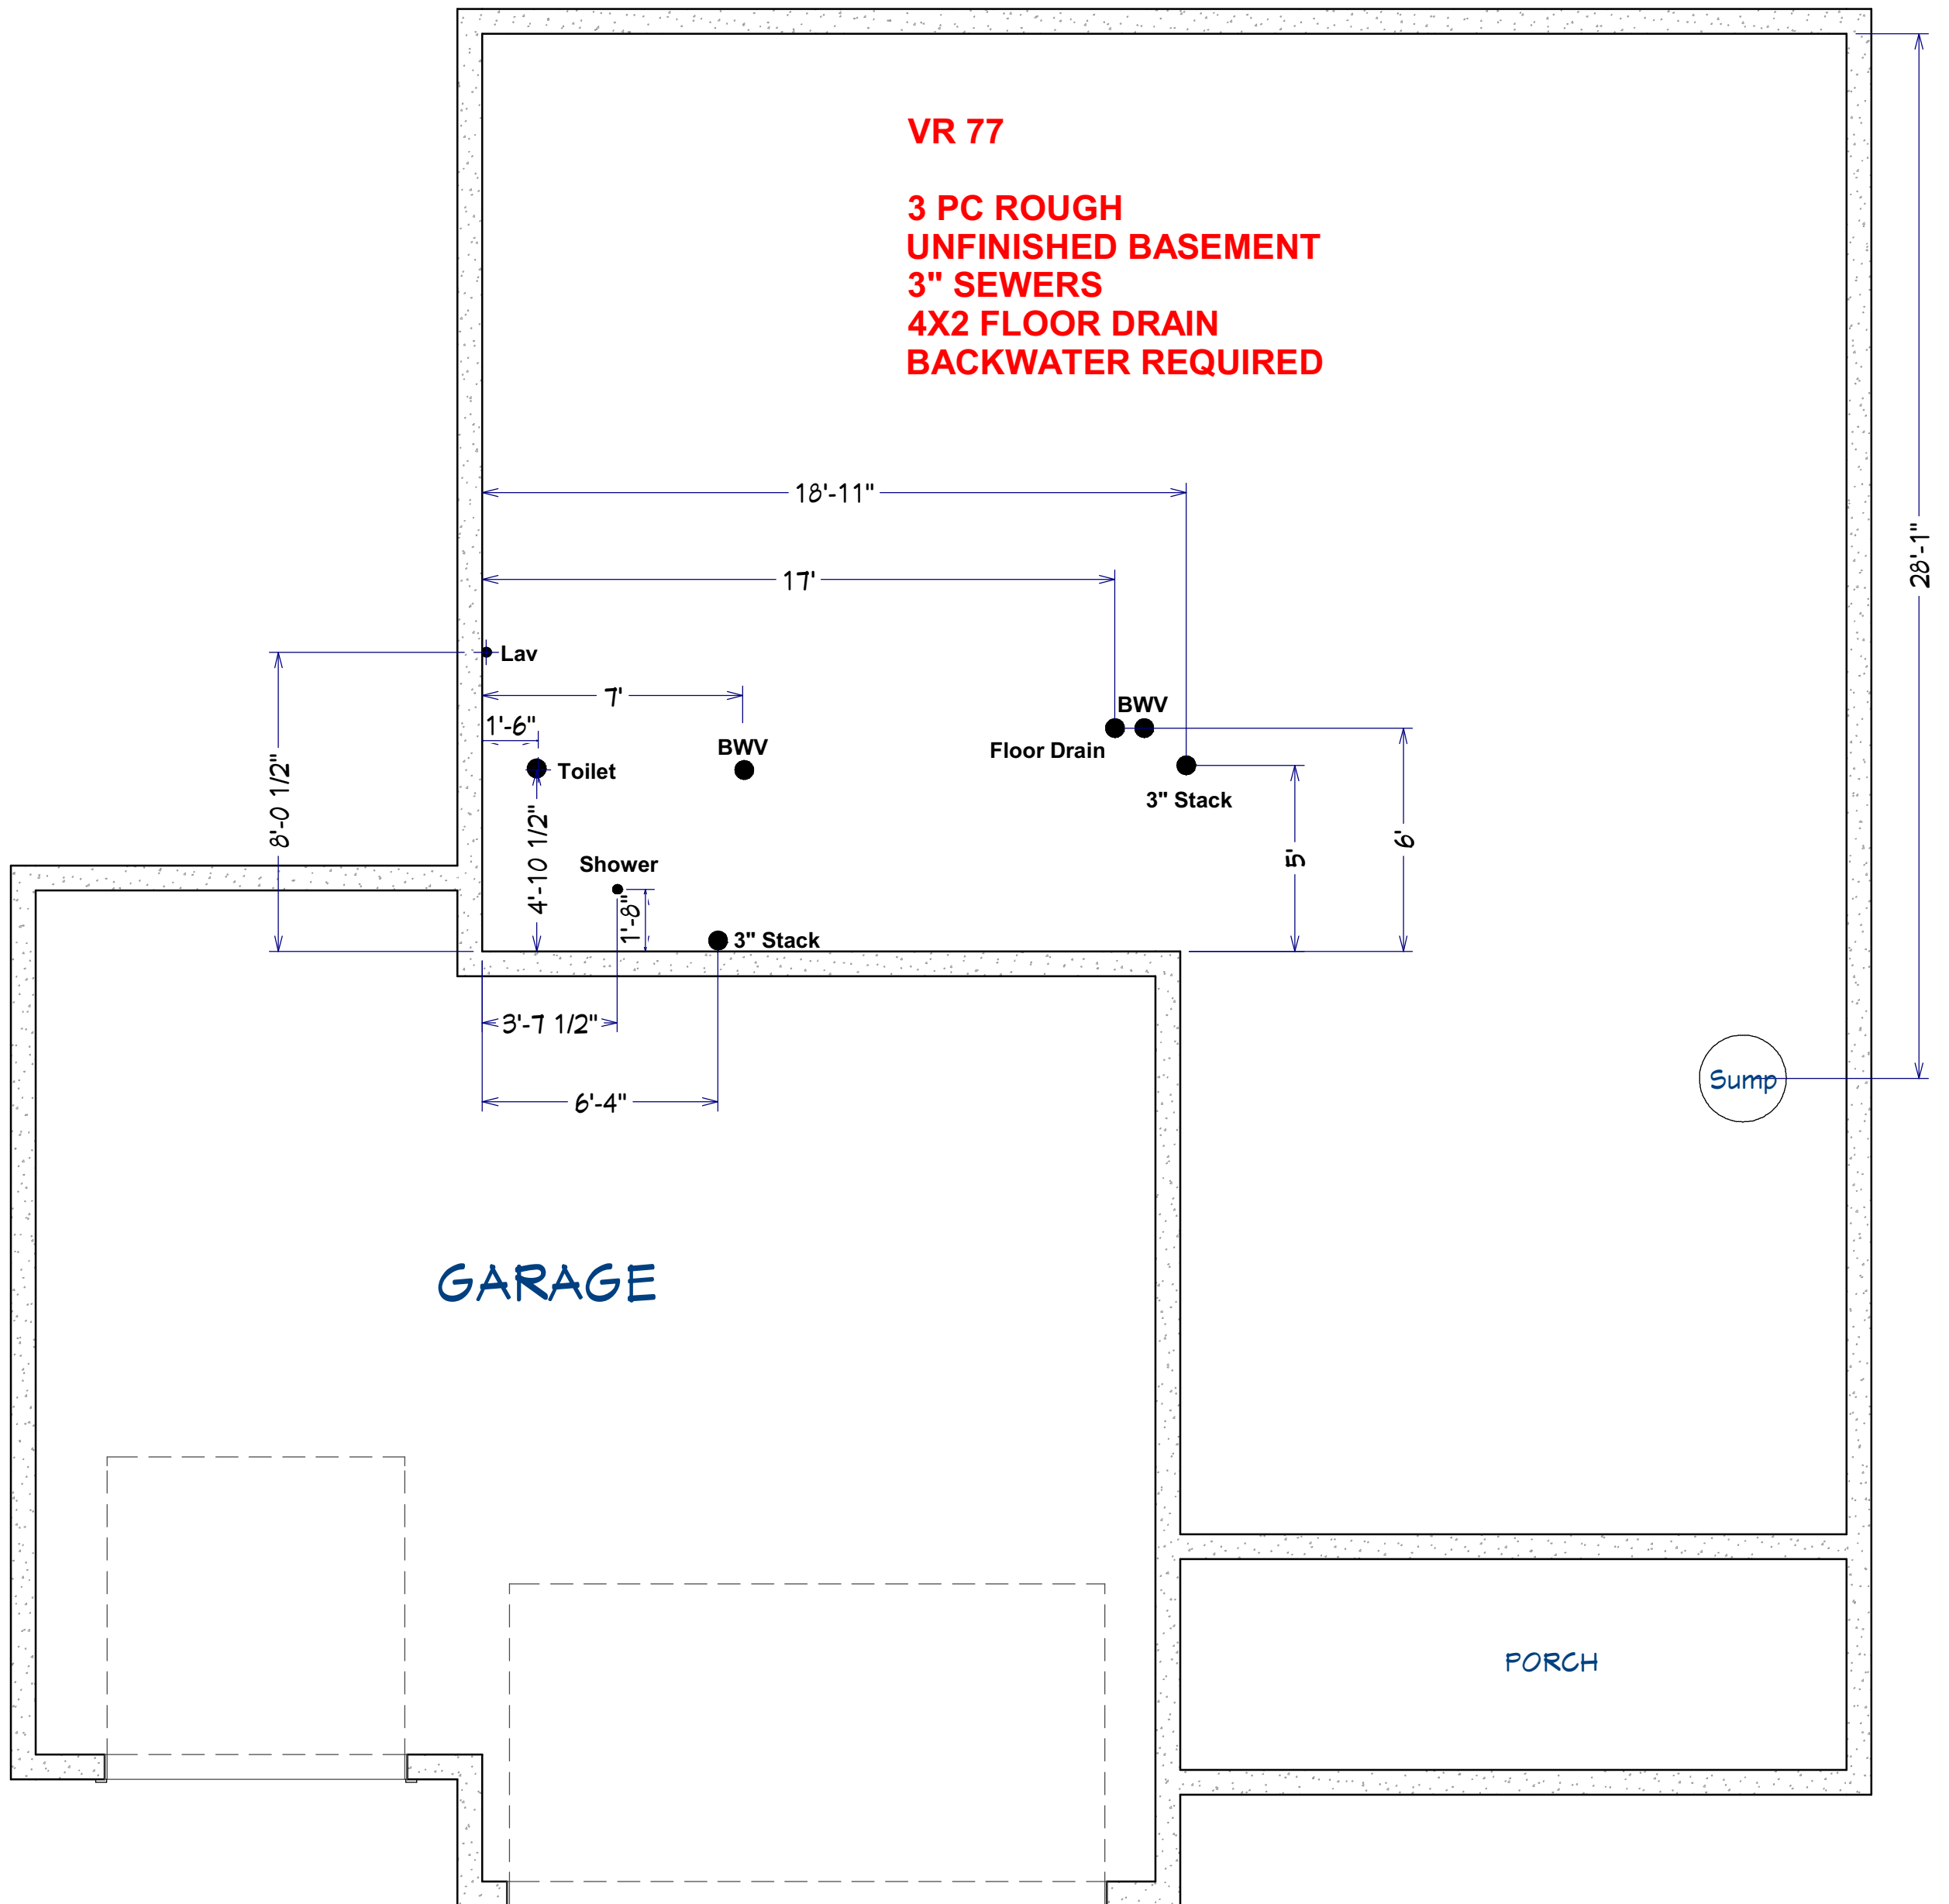 VR 77
3 PC ROUGH
UNFINISHED BASEMENT
3" SEWERS
4X2 FLOOR DRAIN
BACKWATER REQUIRED
18'-11"
28'-1"
17'
Lav
7'
1'-6"
BWV
BWV
Floor Drain
Toilet
8'-0 1/2"
3" Stack
4'-10 1/2"
6'
5'
Shower
1'-8"
3" Stack
3'-7 1/2"
6'-4"
Sump
GARAGE
PORCH